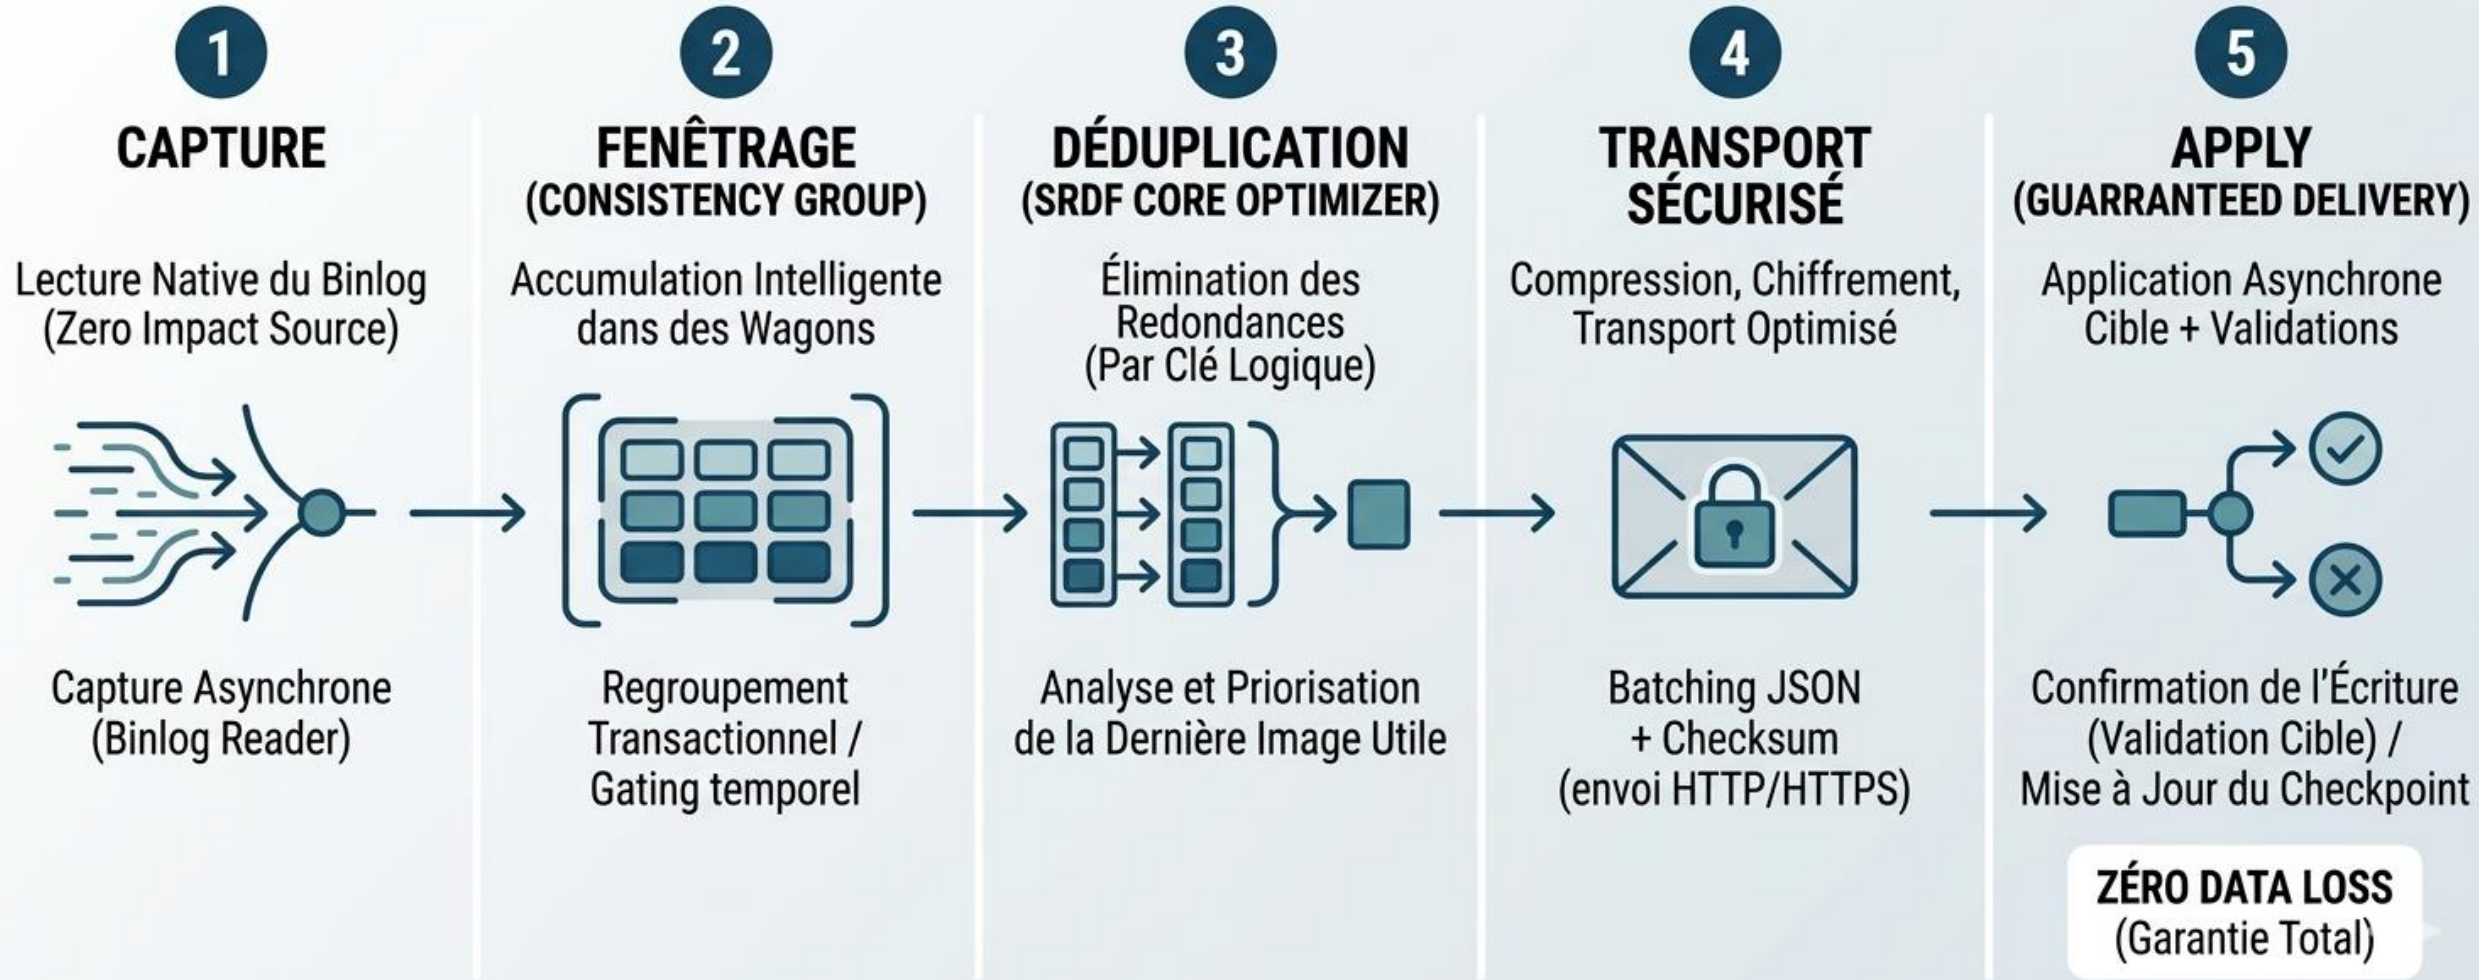 1
CAPTURE
Lecture Native du Binlog
(Zero Impact Source)
Capture Asynchrone
(Binlog Reader)
2
FENÊTRAGE
(CONSISTENCY GROUP)
Accumulation Intelligente
dans des Wagons
Regroupement
Transactionnel /
Gating temporel
3
DÉDUPLICATION
(SRDF CORE OPTIMIZER)
Élimination des
Redondances
(Par Clé Logique)
Analyse et Priorisation
de la Dernière Image Utile
4
TRANSPORT
SÉCURISÉ
Compression, Chiffrement,
Transport Optimisé
Batching JSON
+ Checksum
(envoi HTTP/HTTPS)
5
APPLY
(GUARRANTEED DELIVERY)
Application Asynchrone
Cible + Validations
Confirmation de l’Écriture
(Validation Cible) /
Mise à Jour du Checkpoint
ZÉRO DATA LOSS
(Garantie Total)